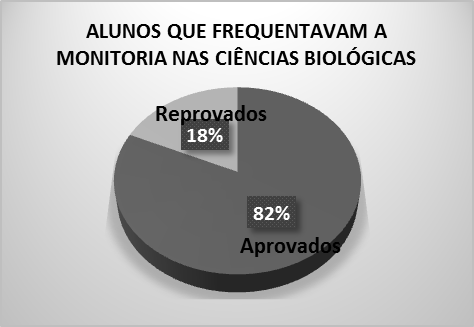 ALUNOS QUE FREQUENTAVAM A
MONITORIA NAS CIÊNCIAS BIOLÓGICAS
Reprovados
18%
82%
Aprovados